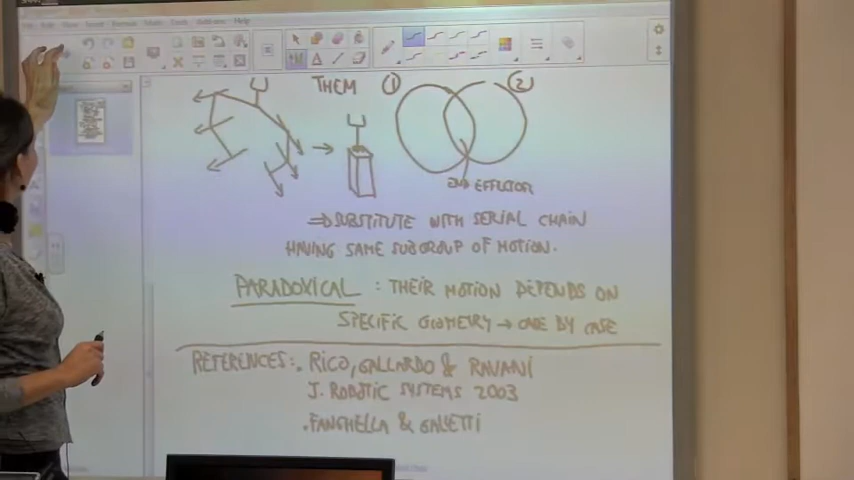 THEM ① ②
END EFFECTOR
⇒ SUBSTITUTE WITH SERIAL CHAIN
HAVING SAME SUBGROUP OF MOTION.
PARADOXICAL : THEIR MOTION DEPENDS ON
SPECIFIC GEOMETRY → ONE BY CASE
REFERENCES: . RICO, GALLARDO & RAVANI
J. ROBOTIC SYSTEMS 2003
. FANGHELLA & GALLETTI